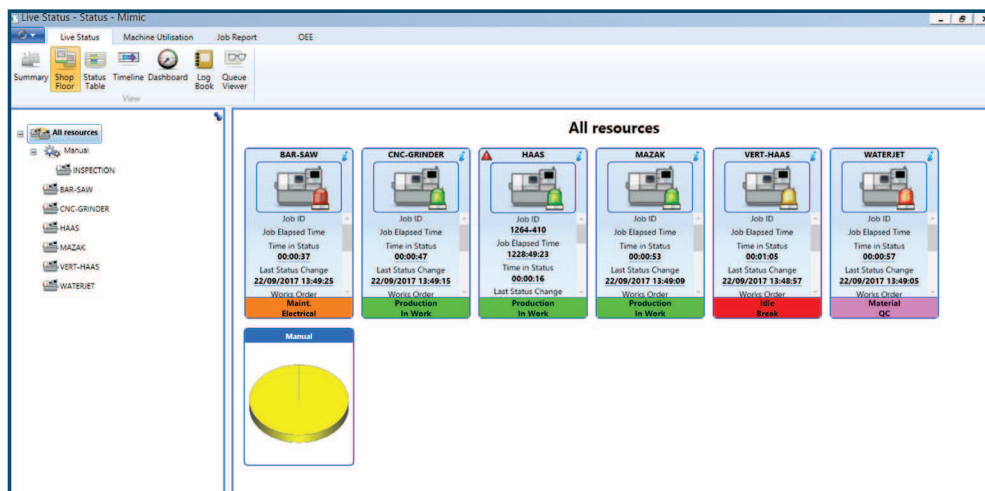 Live Status - Status - Mimic
Live Status Machine Utilisation Job Report OEE
Summary Shop Floor Status Table Timeline Dashboard Log Book Queue Viewer
View
All resources
Manual
INSPECTION
BAR-SAW
CNC-GRINDER
HAAS
MAZAK
VERT-HAAS
WATERJET
All resources
BAR-SAW
Job ID
Job Elapsed Time
Time in Status
00:00:37
Last Status Change
22/09/2017 13:49:25
Works Order
Maint.
Electrical
CNC-GRINDER
Job ID
Job Elapsed Time
Time in Status
00:00:47
Last Status Change
22/09/2017 13:49:15
Works Order
Production
In Work
HAAS
Job ID
1264-410
Job Elapsed Time
1228:49:23
Time in Status
00:00:16
Last Status Change
Production
In Work
MAZAK
Job ID
Job Elapsed Time
Time in Status
00:00:53
Last Status Change
22/09/2017 13:49:09
Works Order
Production
In Work
VERT-HAAS
Job ID
Job Elapsed Time
Time in Status
00:01:05
Last Status Change
22/09/2017 13:48:57
Works Order
Idle
Break
WATERJET
Job ID
Job Elapsed Time
Time in Status
00:00:57
Last Status Change
22/09/2017 13:49:05
Works Order
Material
QC
Manual